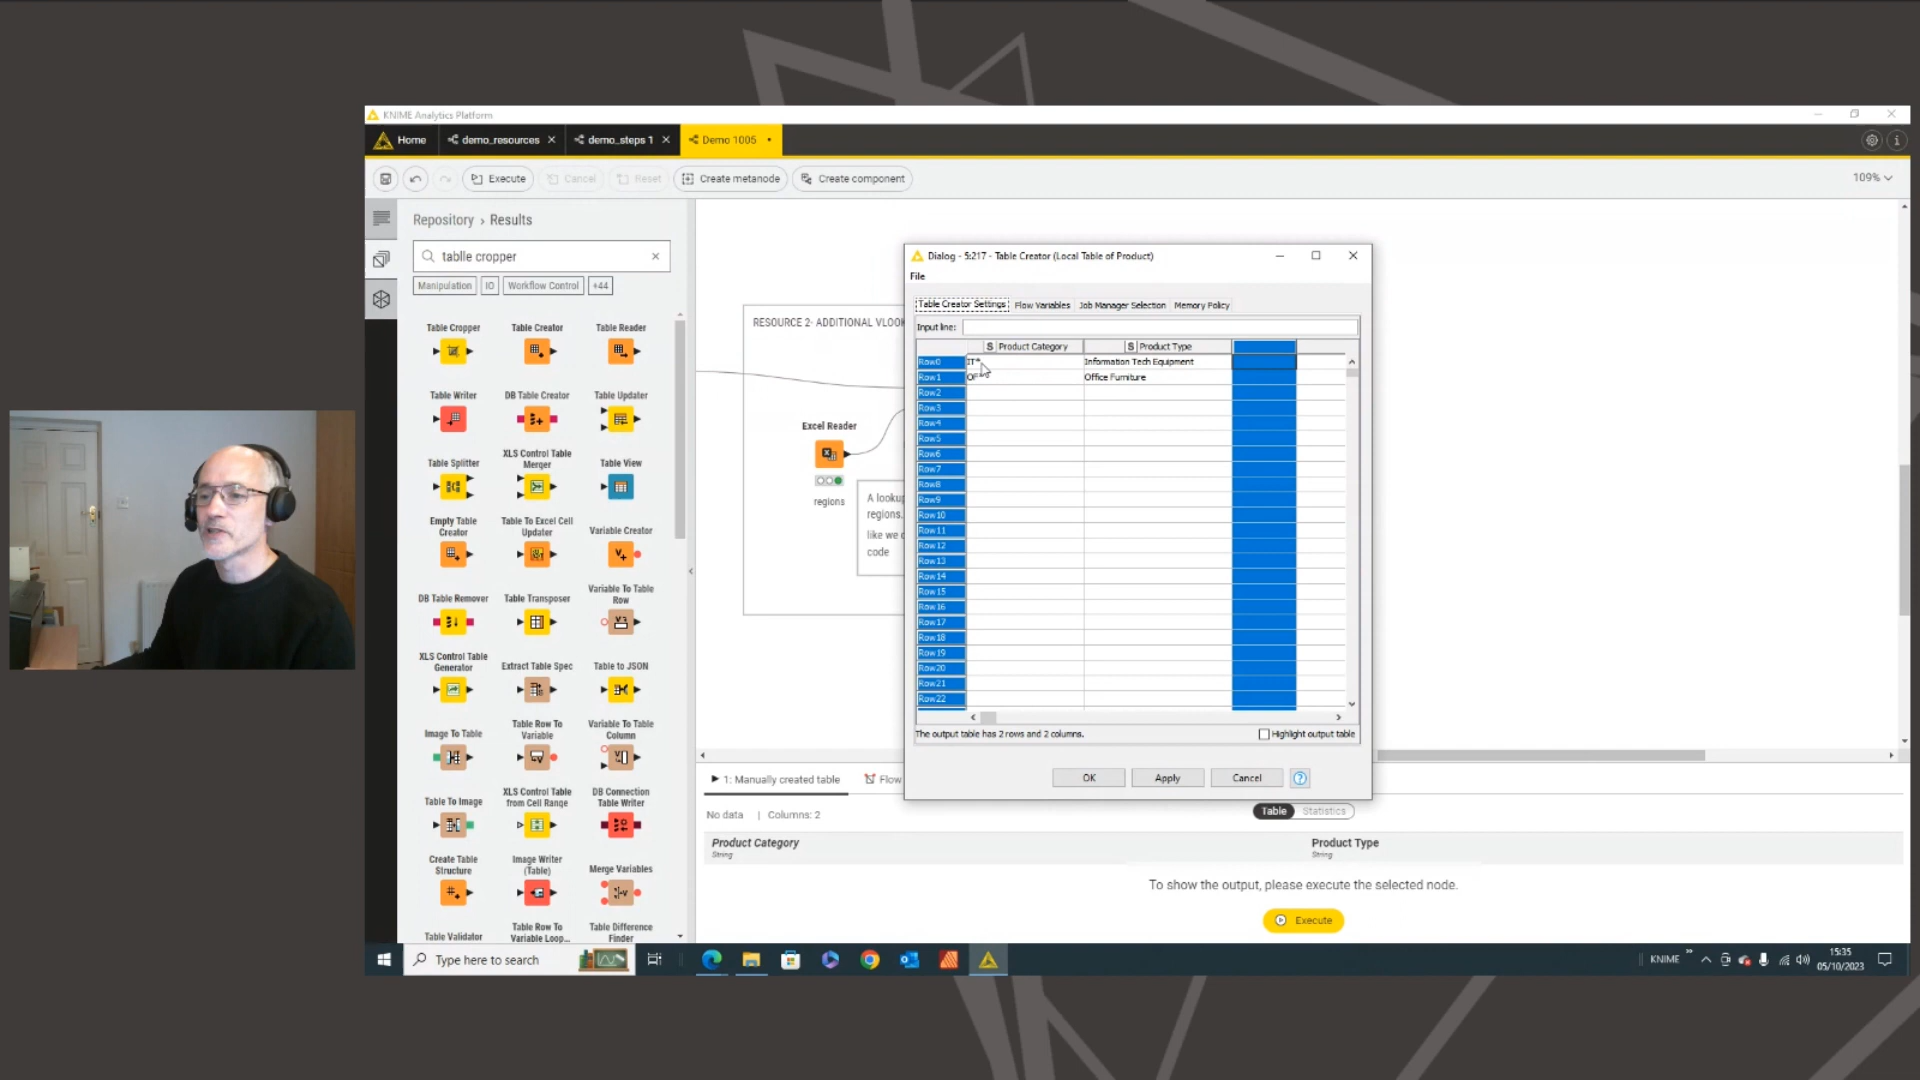 KNIME Analytics Platform
Home
demo_resources
demo_steps 1
Demo 1005
Execute
Cancel
Reset
Create metanode
Create component
109%
Repository › Results
tablle cropper
Manipulation
IO
Workflow Control
+44
Table Cropper
Table Creator
Table Reader
Table Writer
DB Table Creator
Table Updater
Table Splitter
XLS Control Table
Merger
Table View
Empty Table
Creator
Table To Excel Cell
Updater
Variable Creator
DB Table Remover
Table Transposer
Variable To Table
Row
XLS Control Table
Generator
Extract Table Spec
Table to JSON
Image To Table
Table Row To
Variable
Variable To Table
Column
Table To Image
XLS Control Table
from Cell Range
DB Connection
Table Writer
Create Table
Structure
Image Writer
(Table)
Merge Variables
Table Validator
Table Row To
Variable Loop...
Table Difference
Finder
RESOURCE 2- ADDITIONAL VLOOK
Excel Reader
regions
A lookup
regions.
like we
code
Dialog - 5:217 - Table Creator (Local Table of Product)
File
Table Creator Settings
Flow Variables
Job Manager Selection
Memory Policy
Input line:
S Product Category
S Product Type
Row0 IT* Information Tech Equipment
Row1 Office Furniture
Row2
Row3
Row4
Row5
Row6
Row7
Row8
Row9
Row10
Row11
Row12
Row13
Row14
Row15
Row16
Row17
Row18
Row19
Row20
Row21
Row22
The output table has 2 rows and 2 columns.
Highlight output table
OK
Apply
Cancel
1: Manually created table
Flow
No data | Columns: 2
Table
Statistics
Product Category
String
Product Type
String
To show the output, please execute the selected node.
Execute
Type here to search
KNIME
15:35
05/10/2023